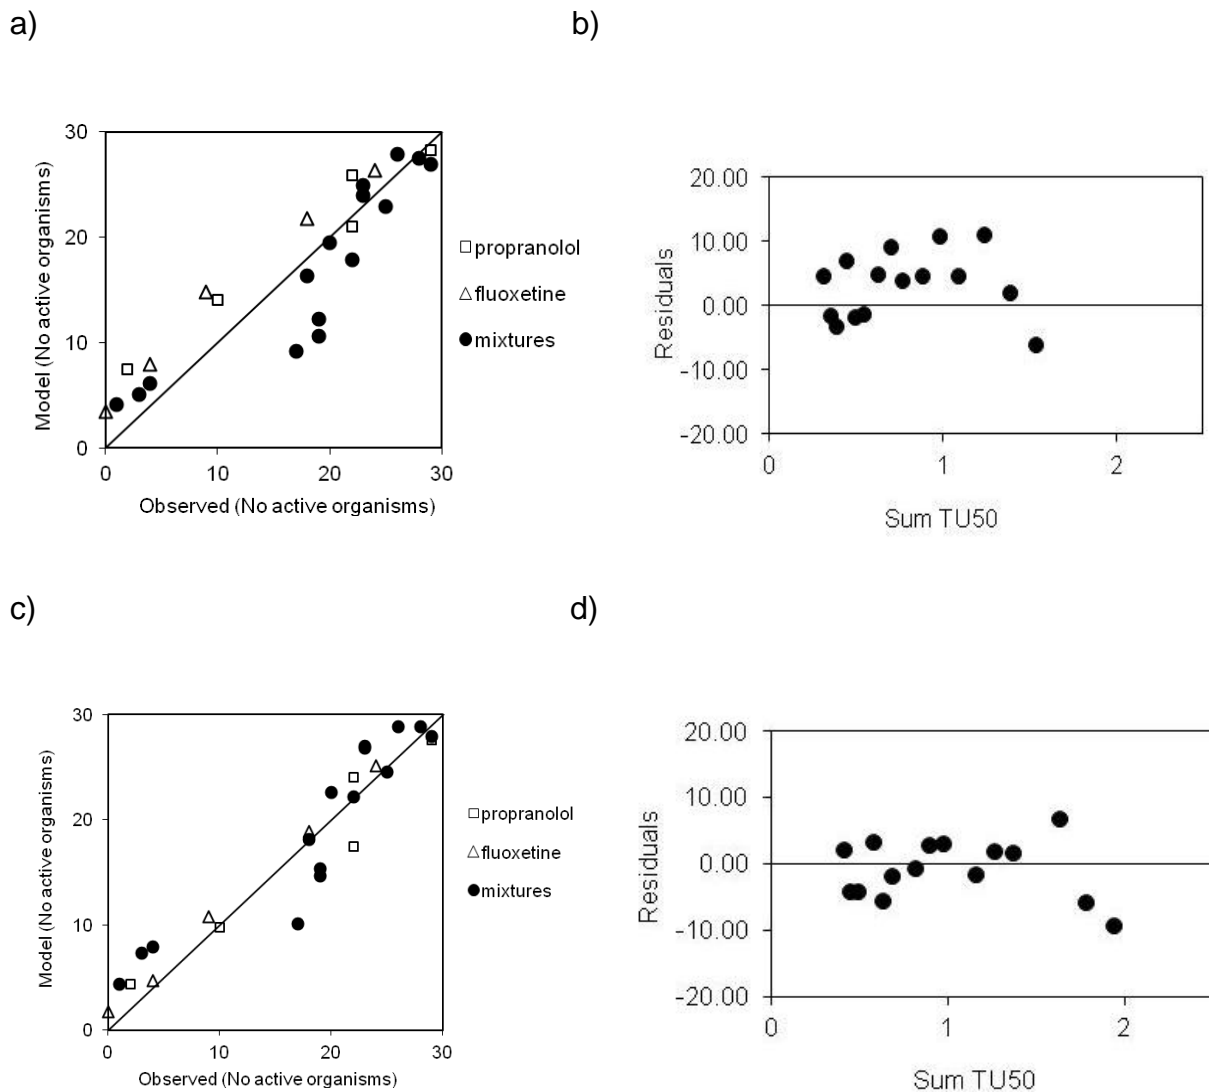 a)
b)
30
20
10
0
0
10
20
30
Model (No active organisms)
Observed (No active organisms)
propranolol
fluoxetine
mixtures
20.00
10.00
0.00
-10.00
-20.00
0
1
2
Residuals
Sum TU50
c)
d)
30
20
10
0
0
10
20
30
Model (No active organisms)
Observed (No active organisms)
propranolol
fluoxetine
mixtures
20.00
10.00
0.00
-10.00
-20.00
0
1
2
Residuals
Sum TU50